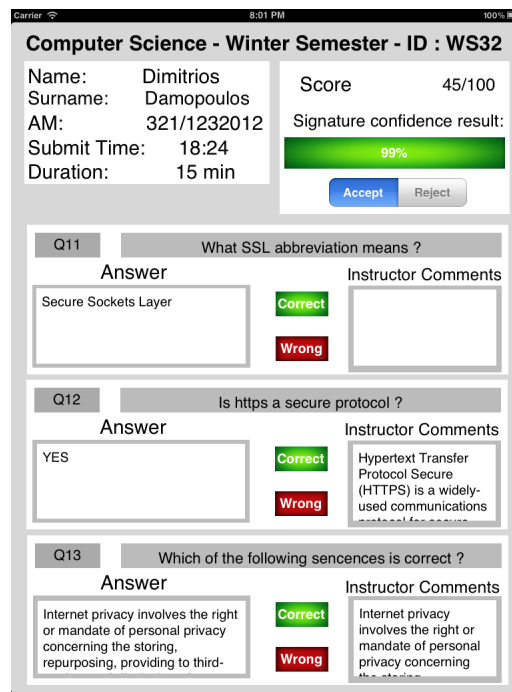 Carrier 8:01 PM 100%
Computer Science - Winter Semester - ID : WS32
Name: Dimitrios
Surname: Damopoulos
AM: 321/1232012
Submit Time: 18:24
Duration: 15 min
Score 45/100
Signature confidence result:
99%
Accept Reject
Q11 What SSL abbreviation means ?
Answer
Secure Sockets Layer
Correct
Wrong
Instructor Comments
Q12 Is https a secure protocol ?
Answer
YES
Correct
Wrong
Instructor Comments
Hypertext Transfer
Protocol Secure
(HTTPS) is a widely-
used communications
protocol for secure
Q13 Which of the following sencences is correct ?
Answer
Internet privacy involves the right
or mandate of personal privacy
concerning the storing,
repurposing, providing to third-
Correct
Wrong
Instructor Comments
Internet privacy
involves the right or
mandate of personal
privacy concerning
the storing